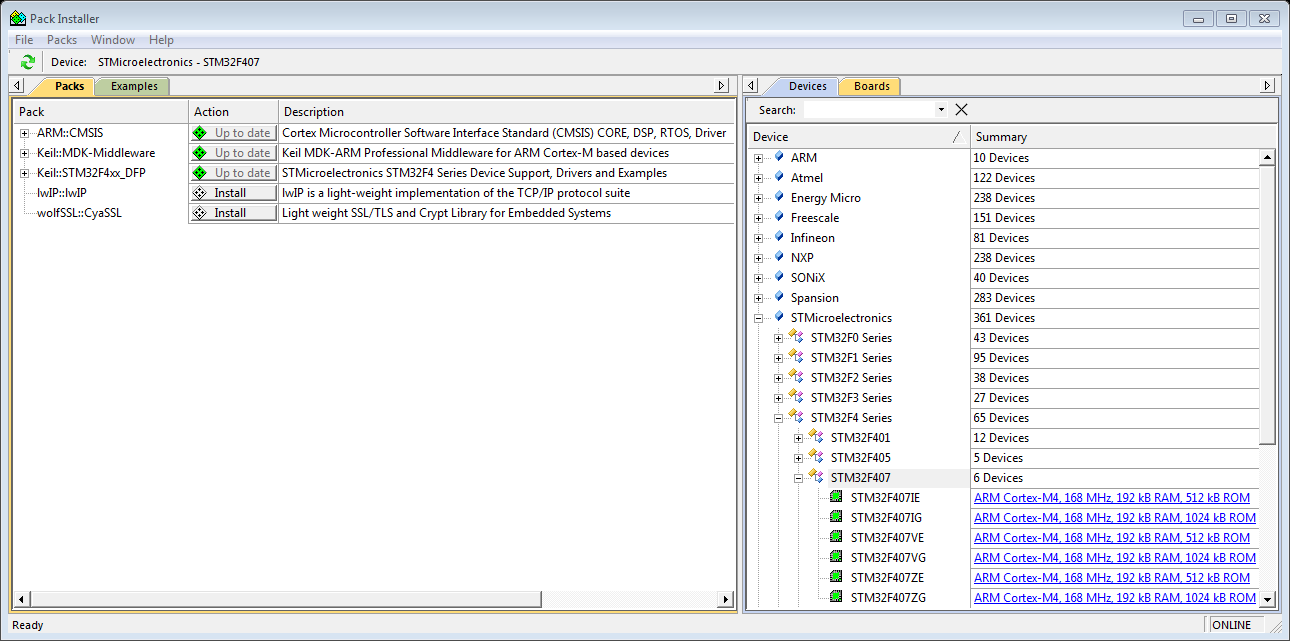 Pack Installer
File Packs Window Help
Device: STMicroelectronics - STM32F407
Packs Examples
Pack Action Description
ARM::CMSIS Up to date Cortex Microcontroller Software Interface Standard (CMSIS) CORE, DSP, RTOS, Driver
Keil::MDK-Middleware Up to date Keil MDK-ARM Professional Middleware for ARM Cortex-M based devices
Keil::STM32F4xx_DFP Up to date STMicroelectronics STM32F4 Series Device Support, Drivers and Examples
lwIP::lwIP Install lwIP is a light-weight implementation of the TCP/IP protocol suite
wolfSSL::CyaSSL Install Light weight SSL/TLS and Crypt Library for Embedded Systems
Devices Boards
Search:
Device Summary
ARM 10 Devices
Atmel 122 Devices
Energy Micro 238 Devices
Freescale 151 Devices
Infineon 81 Devices
NXP 238 Devices
SONiX 40 Devices
Spansion 283 Devices
STMicroelectronics 361 Devices
STM32F0 Series 43 Devices
STM32F1 Series 95 Devices
STM32F2 Series 38 Devices
STM32F3 Series 27 Devices
STM32F4 Series 65 Devices
STM32F401 12 Devices
STM32F405 5 Devices
STM32F407 6 Devices
STM32F407IE ARM Cortex-M4, 168 MHz, 192 kB RAM, 512 kB ROM
STM32F407IG ARM Cortex-M4, 168 MHz, 192 kB RAM, 1024 kB ROM
STM32F407VE ARM Cortex-M4, 168 MHz, 192 kB RAM, 512 kB ROM
STM32F407VG ARM Cortex-M4, 168 MHz, 192 kB RAM, 1024 kB ROM
STM32F407ZE ARM Cortex-M4, 168 MHz, 192 kB RAM, 512 kB ROM
STM32F407ZG ARM Cortex-M4, 168 MHz, 192 kB RAM, 1024 kB ROM
Ready ONLINE